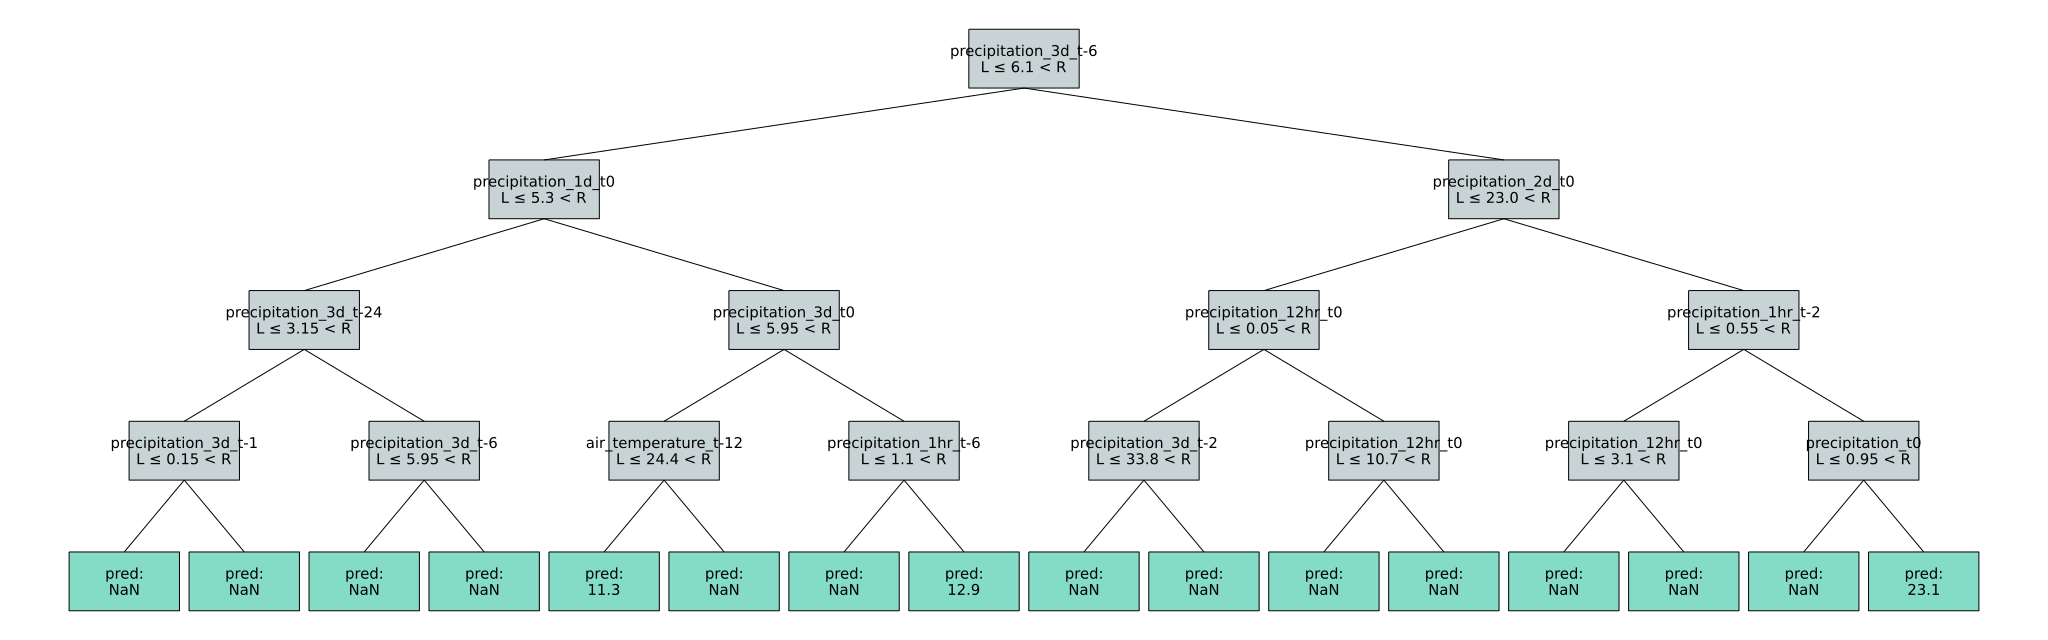 precipitation_3d_t-6
L ≤ 6.1 < R
precipitation_1d_t0
L ≤ 5.3 < R
precipitation_2d_t0
L ≤ 23.0 < R
precipitation_3d_t-24
L ≤ 3.15 < R
precipitation_3d_t0
L ≤ 5.95 < R
precipitation_12hr_t0
L ≤ 0.05 < R
precipitation_1hr_t-2
L ≤ 0.55 < R
precipitation_3d_t-1
L ≤ 0.15 < R
precipitation_3d_t-6
L ≤ 5.95 < R
air_temperature_t-12
L ≤ 24.4 < R
precipitation_1hr_t-6
L ≤ 1.1 < R
precipitation_3d_t-2
L ≤ 33.8 < R
precipitation_12hr_t0
L ≤ 10.7 < R
precipitation_12hr_t0
L ≤ 3.1 < R
precipitation_t0
L ≤ 0.95 < R
pred:
NaN
pred:
NaN
pred:
NaN
pred:
NaN
pred:
11.3
pred:
NaN
pred:
NaN
pred:
12.9
pred:
NaN
pred:
NaN
pred:
NaN
pred:
NaN
pred:
NaN
pred:
NaN
pred:
NaN
pred:
23.1